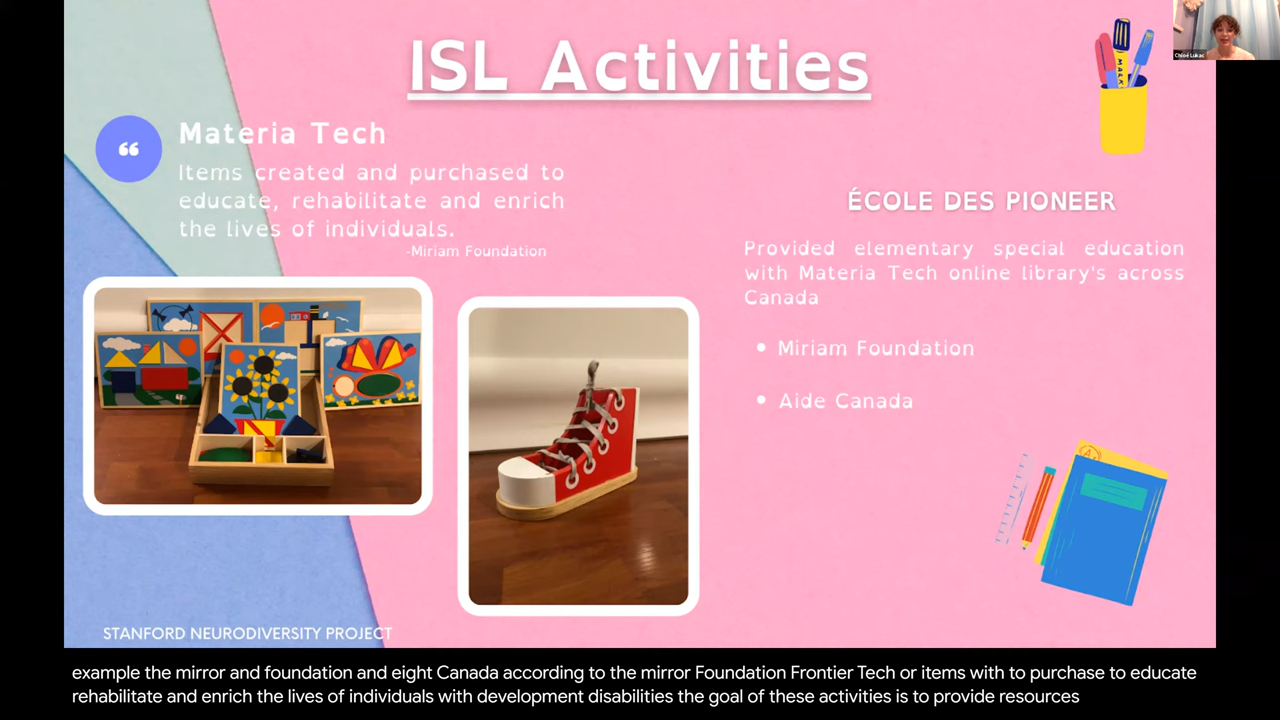 ISL Activities
Materia Tech
Items created and purchased to
educate, rehabilitate and enrich
the lives of individuals.
-Miriam Foundation
ÉCOLE DES PIONEER
Provided elementary special education
with Materia Tech online library's across
Canada
• Miriam Foundation
• Aide Canada
STANFORD NEURODIVERSITY PROJECT
Chloé Lukac
example the mirror and foundation and eight Canada according to the mirror Foundation Frontier Tech or items with to purchase to educate
rehabilitate and enrich the lives of individuals with development disabilities the goal of these activities is to provide resources